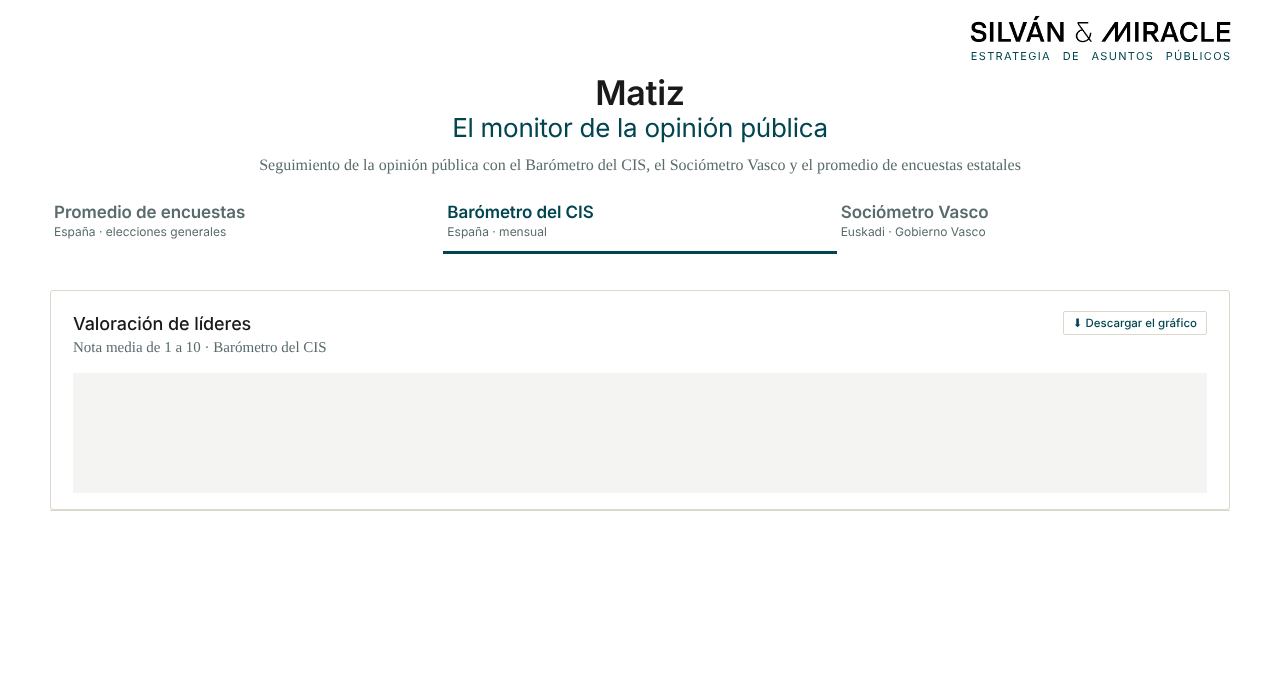 SILVÁN & MIRACLE
ESTRATEGIA DE ASUNTOS PÚBLICOS
Matiz
El monitor de la opinión pública
Seguimiento de la opinión pública con el Barómetro del CIS, el Sociómetro Vasco y el promedio de encuestas estatales
Promedio de encuestas
España · elecciones generales
Barómetro del CIS
España · mensual
Sociómetro Vasco
Euskadi · Gobierno Vasco
Valoración de líderes
Nota media de 1 a 10 · Barómetro del CIS
⬇ Descargar el gráfico